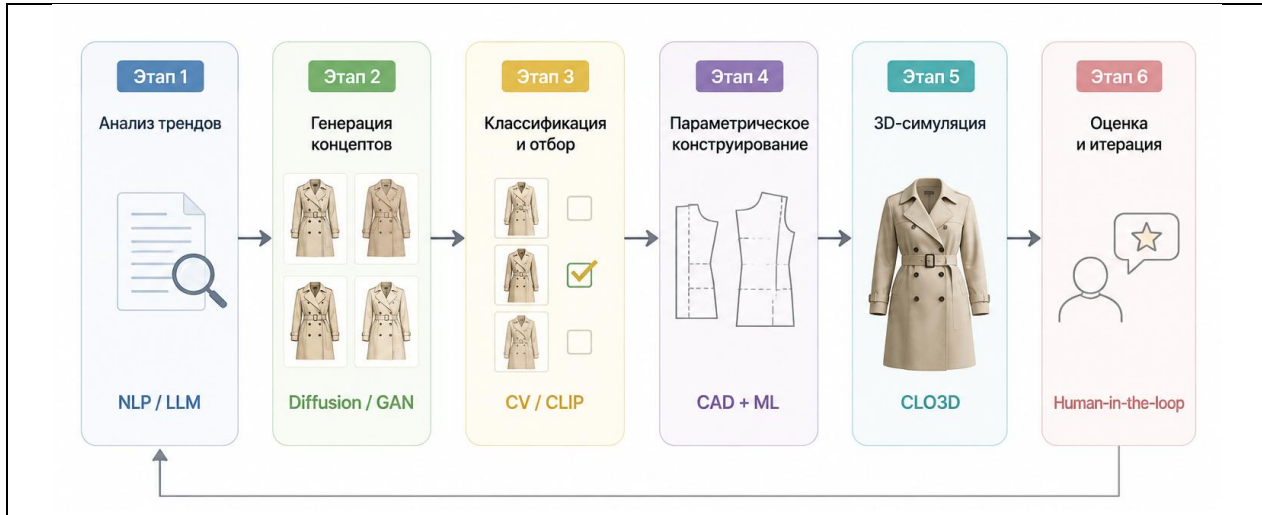 Этап 1
Анализ трендов
NLP / LLM
Этап 2
Генерация
концептов
Diffusion / GAN
Этап 3
Классификация
и отбор
CV / CLIP
Этап 4
Параметрическое
конструирование
CAD + ML
Этап 5
3D-симуляция
CLO3D
Этап 6
Оценка
и итерация
Human-in-the-loop